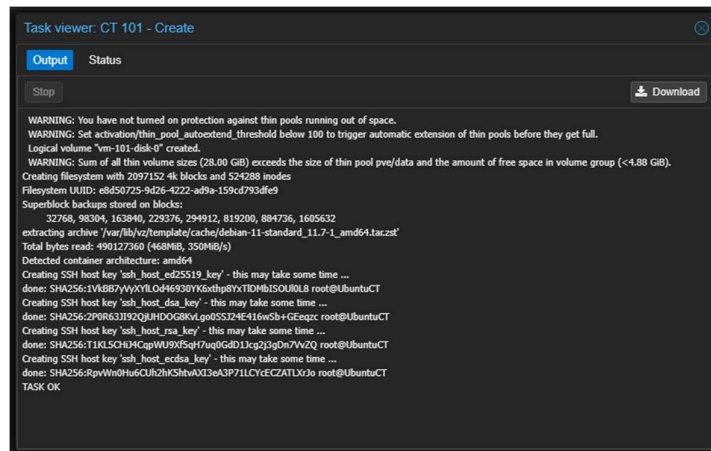 Task viewer: CT 101 - Create
Output Status
Stop Download
WARNING: You have not turned on protection against thin pools running out of space.
WARNING: Set activation/thin_pool_autoextend_threshold below 100 to trigger automatic extension of thin pools before they get full.
Logical volume "vm-101-disk-0" created.
WARNING: Sum of all thin volume sizes (28.00 GiB) exceeds the size of thin pool pve/data and the amount of free space in volume group (<4.88 GiB).
Creating filesystem with 2097152 4k blocks and 524288 inodes
Filesystem UUID: e8d50725-9d26-4222-ad9a-159cd793dfe9
Superblock backups stored on blocks:
32768, 98304, 163840, 229376, 294912, 819200, 884736, 1605632
extracting archive '/var/lib/vz/template/cache/debian-11-standard_11.7-1_amd64.tar.zst'
Total bytes read: 490127360 (468MiB, 350MiB/s)
Detected container architecture: amd64
Creating SSH host key 'ssh_host_ed25519_key' - this may take some time ...
done: SHA256:1VkBB7yVyXYlLOd46930YK6xthp8YxTlDMbISOUl0L8 root@UbuntuCT
Creating SSH host key 'ssh_host_dsa_key' - this may take some time ...
done: SHA256:2P0R63JI92QjUHDOG8KvLgo0SSJ24E416wSb+GEeqzc root@UbuntuCT
Creating SSH host key 'ssh_host_rsa_key' - this may take some time ...
done: SHA256:T1KL5CHiJ4CqpWU9Xf5qH7uq0GdD1Jcg2j3gDn7VvZQ root@UbuntuCT
Creating SSH host key 'ssh_host_ecdsa_key' - this may take some time ...
done: SHA256:RpvWn0Hu6CUh2hK5htvAXI3eA3P71LCYcECZATLXrJo root@UbuntuCT
TASK OK